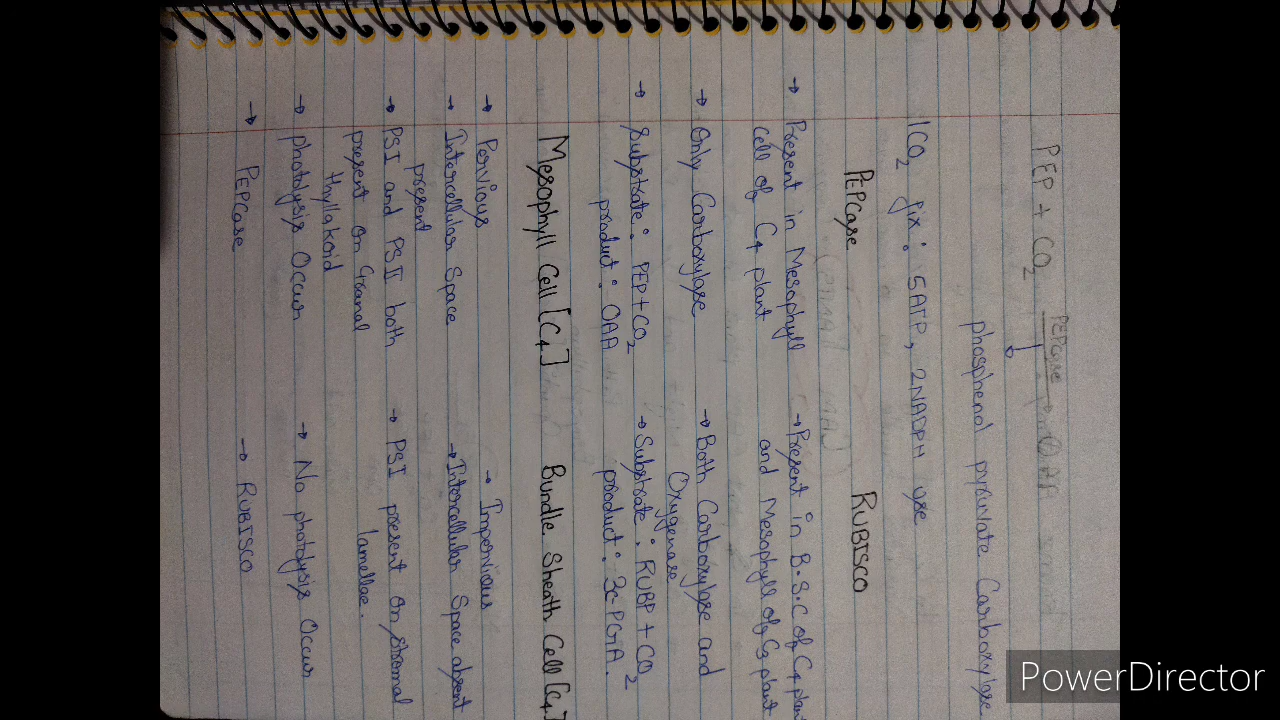 PEP + CO2 PEPCase OAA
phosphenol pyruvate Carboxylase
1CO2 fix : 5ATP, 2NADPH use
PEPCase RUBISCO
→ Present in Mesophyll → Present in B.S.C of C4 plant
cell of C4 plant and Mesophyll of C3 plant
→ Only Carboxylase → Both Carboxylase and
Oxygenase
→ Substrate : PEP + CO2 → Substrate : RUBP + CO2
product : OAA product : 3c PGA.
Mesophyll Cell [C4] Bundle Sheath Cell [C4]
→ Pervious → Impervious
→ Intercellular Space → Intercellular Space absent
present
→ PSI and PSII both → PSI present on Stromal
present on Granal lamellae.
thyllakoid
→ photolysis Occurs → No photolysis Occur
→ PEPCase → RUBISCO
PowerDirector